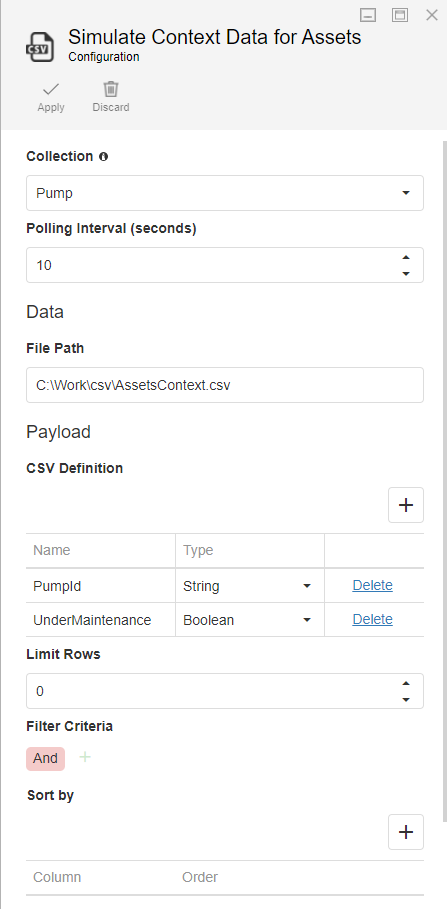 Simulate Context Data for Assets
CSV
Configuration
Apply Discard
Collection
Pump
Polling Interval (seconds)
10
Data
File Path
C:\Work\csv\AssetsContext.csv
Payload
CSV Definition
+
Name Type
PumpId String Delete
UnderMaintenance Boolean Delete
Limit Rows
0
Filter Criteria
And +
Sort by
+
Column Order